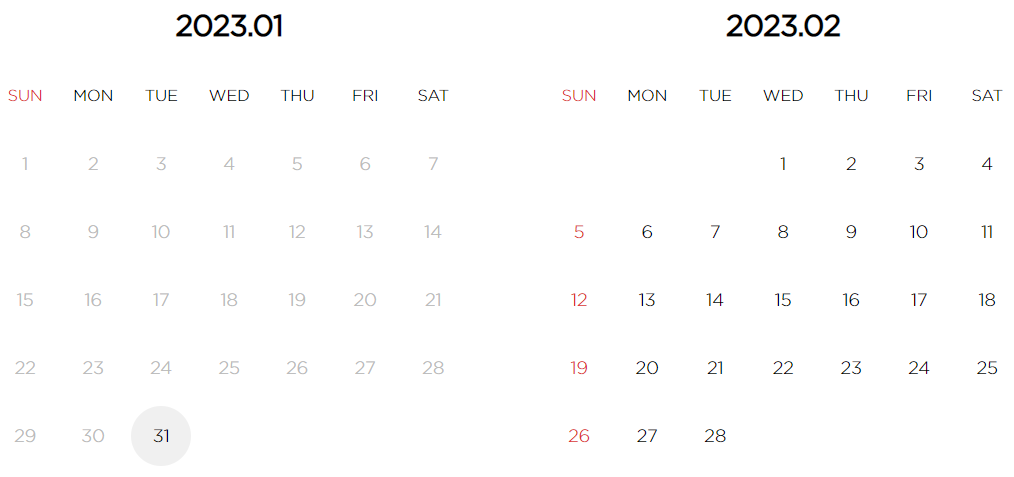 2023.01
SUN MON TUE WED THU FRI SAT
1 2 3 4 5 6 7
8 9 10 11 12 13 14
15 16 17 18 19 20 21
22 23 24 25 26 27 28
29 30 31
2023.02
SUN MON TUE WED THU FRI SAT
1 2 3 4
5 6 7 8 9 10 11
12 13 14 15 16 17 18
19 20 21 22 23 24 25
26 27 28